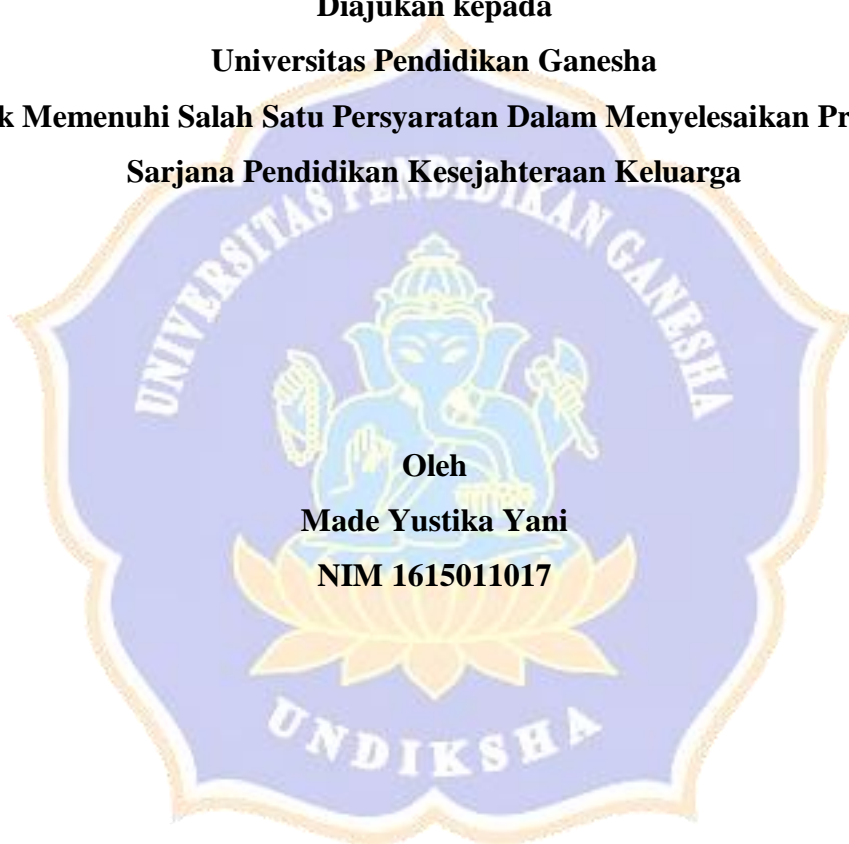 Diajukan kepada
Universitas Pendidikan Ganesha
k Memenuhi Salah Satu Persyaratan Dalam Menyelesaikan Pr
Sarjana Pendidikan Kesejahteraan Keluarga
UNIVERSITAS PENDIDIKAN GANESHA
Oleh
Made Yustika Yani
NIM 1615011017
UNDIKSHA